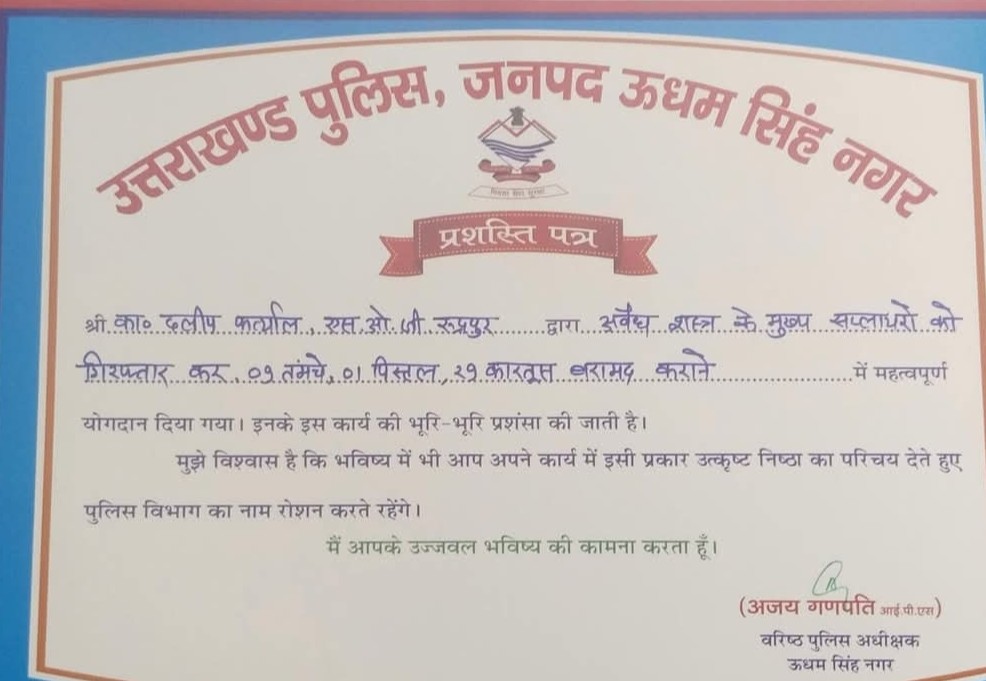 उत्तराखण्ड पुलिस, जनपद ऊधम सिंह नगर
प्रशस्ति पत्र
श्री का० दलीप कर्त्याल, एस.ओ.जी रूद्रपुर द्वारा अवैध शस्त्र के मुख्य सप्लायरो को
गिरफ्तार कर, ०१ तंमचे, ०१ पिस्टल, २१ कारतूस बरामद कराने में महत्वपूर्ण
योगदान दिया गया। इनके इस कार्य की भूरि-भूरि प्रशंसा की जाती है।
मुझे विश्वास है कि भविष्य में भी आप अपने कार्य में इसी प्रकार उत्कृष्ट निष्ठा का परिचय देते हुए
पुलिस विभाग का नाम रोशन करते रहेंगे।
मैं आपके उज्जवल भविष्य की कामना करता हूँ।
(अजय गणपति आई.पी.एस)
वरिष्ठ पुलिस अधीक्षक
ऊधम सिंह नगर